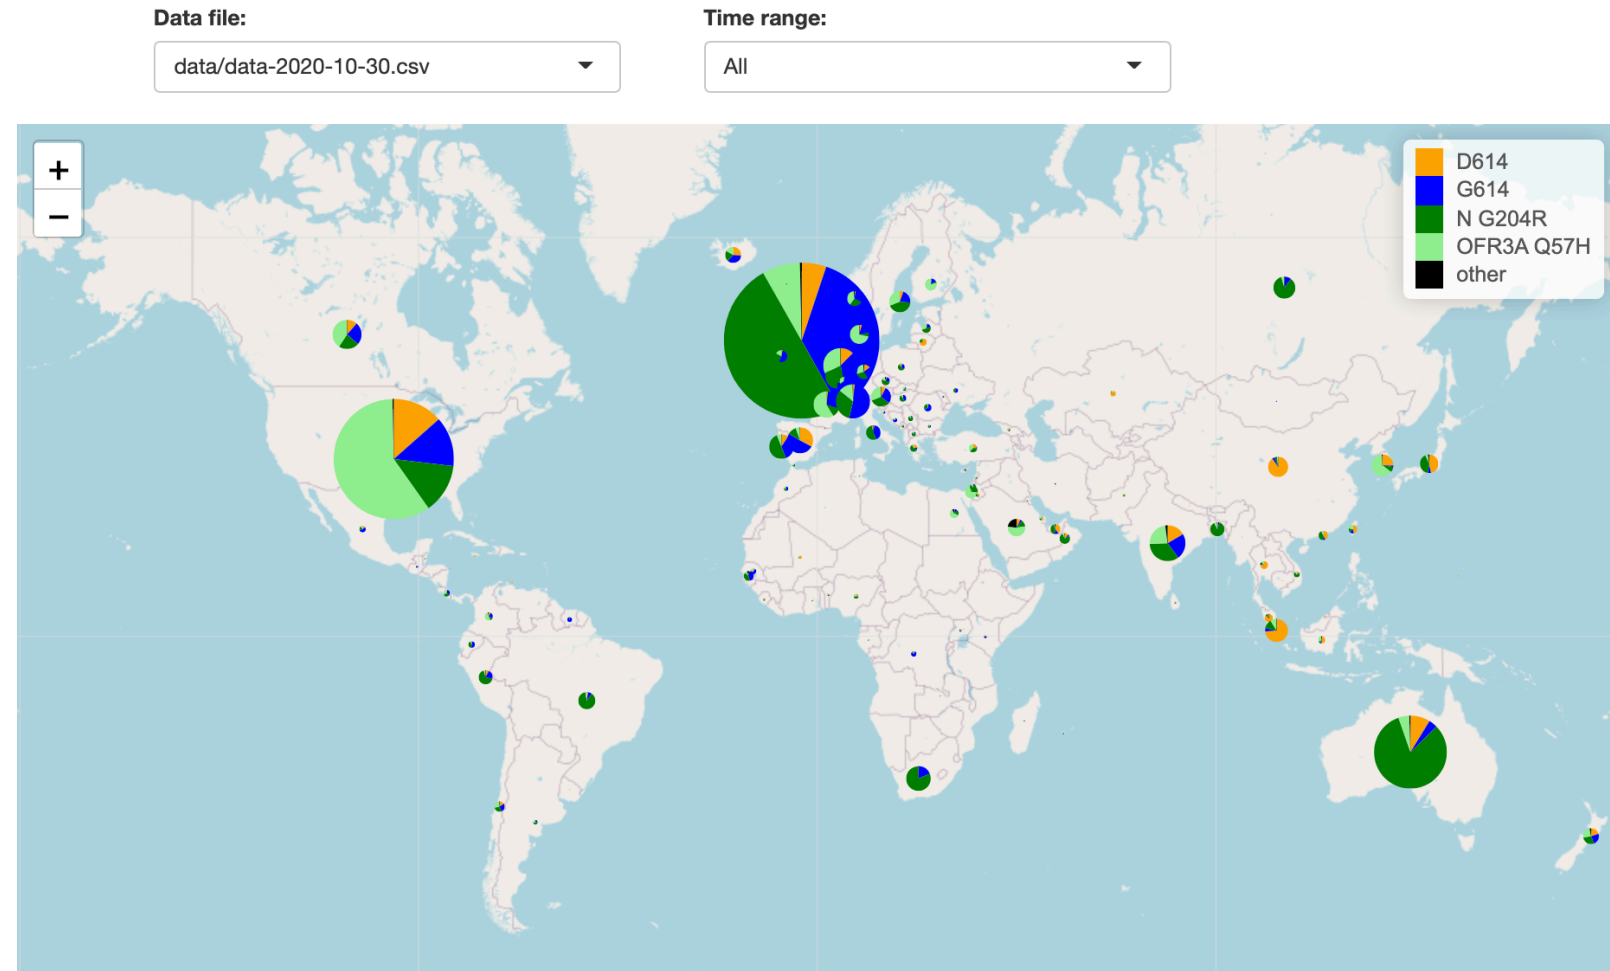 Data file:
Time range:
data/data-2020-10-30.csv
All
+
−
D614
G614
N G204R
OFR3A Q57H
other